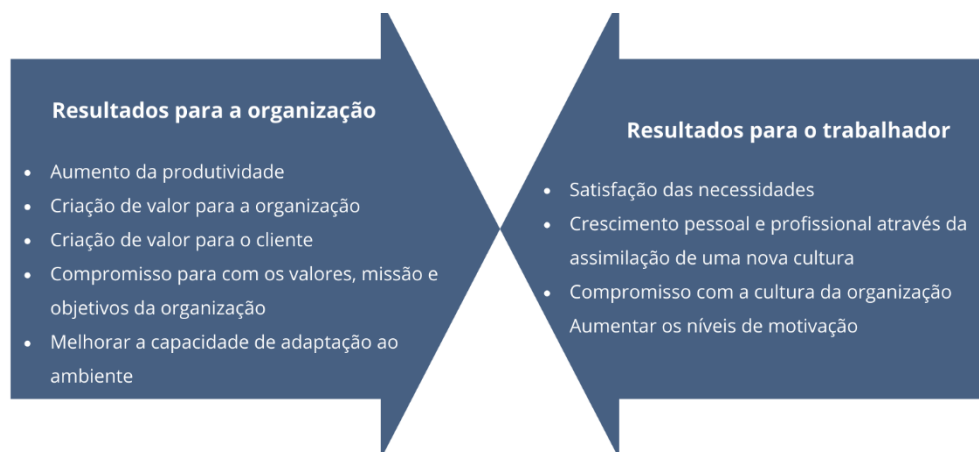 Resultados para a organização
• Aumento da produtividade
• Criação de valor para a organização
• Criação de valor para o cliente
• Compromisso para com os valores, missão e
objetivos da organização
• Melhorar a capacidade de adaptação ao
ambiente
Resultados para o trabalhador
• Satisfação das necessidades
• Crescimento pessoal e profissional através da
assimilação de uma nova cultura
• Compromisso com a cultura da organização
Aumentar os níveis de motivação